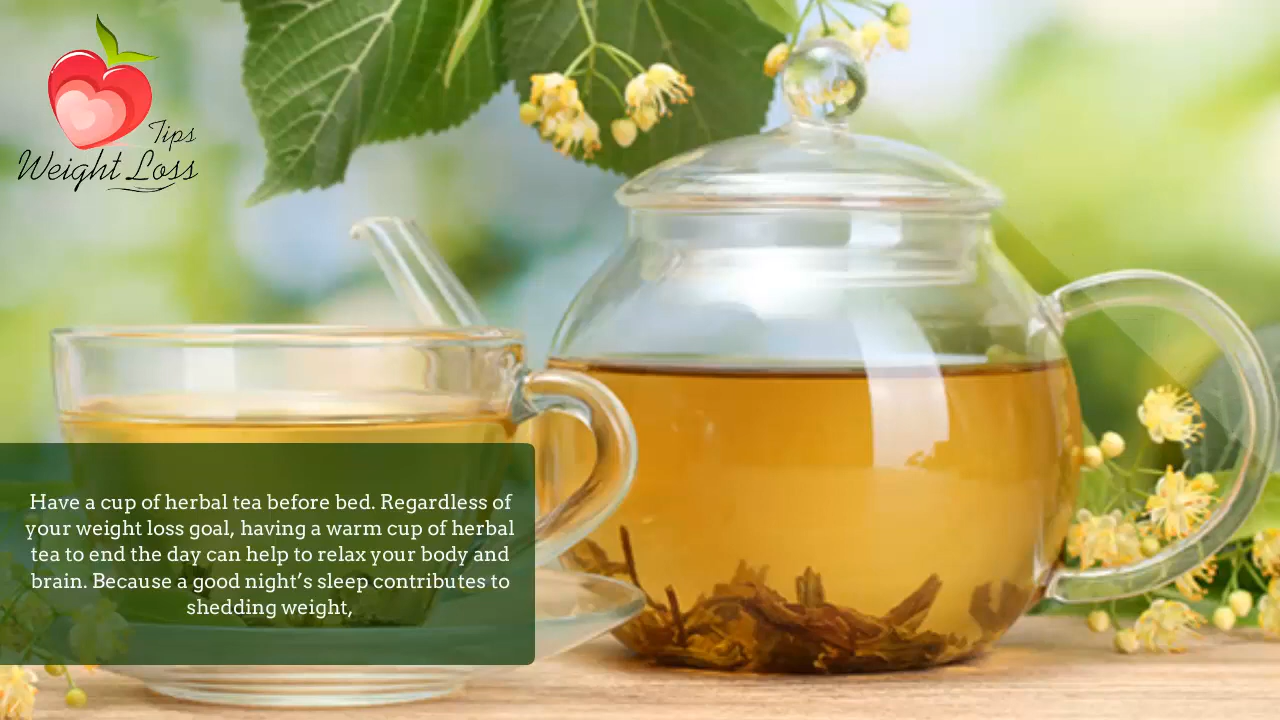 Tips
Weight Loss
Have a cup of herbal tea before bed. Regardless of
your weight loss goal, having a warm cup of herbal
tea to end the day can help to relax your body and
brain. Because a good night’s sleep contributes to
shedding weight,